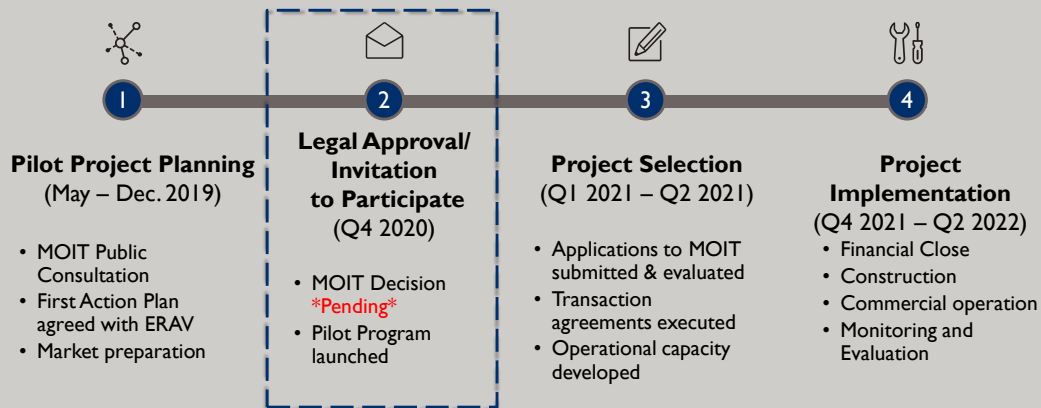 1
Pilot Project Planning
(May – Dec. 2019)
• MOIT Public
Consultation
• First Action Plan
agreed with ERAV
• Market preparation
2
Legal Approval/
Invitation
to Participate
(Q4 2020)
• MOIT Decision
*Pending*
• Pilot Program
launched
3
Project Selection
(Q1 2021 – Q2 2021)
• Applications to MOIT
submitted & evaluated
• Transaction
agreements executed
• Operational capacity
developed
4
Project
Implementation
(Q4 2021 – Q2 2022)
• Financial Close
• Construction
• Commercial operation
• Monitoring and
Evaluation